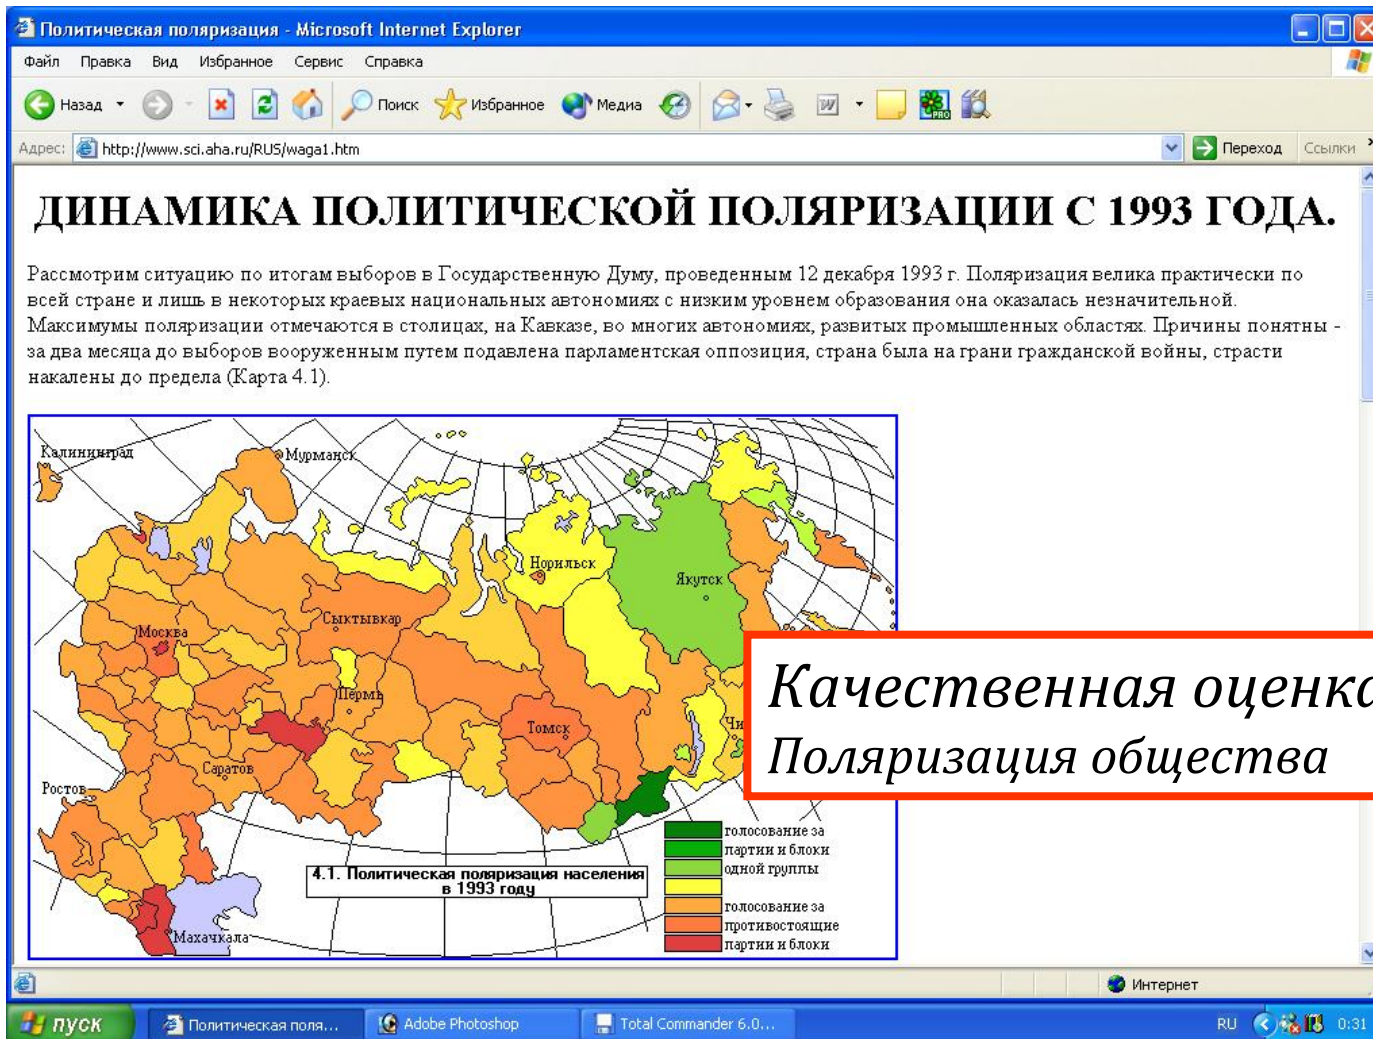 Политическая поляризация - Microsoft Internet Explorer
Файл Правка Вид Избранное Сервис Справка
Назад Поиск Избранное Медиа
Адрес: http://www.sci.aha.ru/RUS/waga1.htm Переход Ссылки
ДИНАМИКА ПОЛИТИЧЕСКОЙ ПОЛЯРИЗАЦИИ С 1993 ГОДА.
Рассмотрим ситуацию по итогам выборов в Государственную Думу, проведенным 12 декабря 1993 г. Поляризация велика практически по
всей стране и лишь в некоторых краевых национальных автономиях с низким уровнем образования она оказалась незначительной.
Максимумы поляризации отмечаются в столицах, на Кавказе, во многих автономиях, развитых промышленных областях. Причины понятны -
за два месяца до выборов вооруженным путем подавлена парламентская оппозиция, страна была на грани гражданской войны, страсти
накалены до предела (Карта 4.1).
Калининград
Мурманск
Норильск
Якутск
Сыктывкар
Москва
Пермь
Томск
Чи
Саратов
Ростов
Махачкала
Качественная оценка
Поляризация общества
4.1. Политическая поляризация населения
в 1993 году
голосование за
партии и блоки
одной группы
голосование за
противостоящие
партии и блоки
Интернет
пуск Политическая поля... Adobe Photoshop Total Commander 6.0... RU 0:31